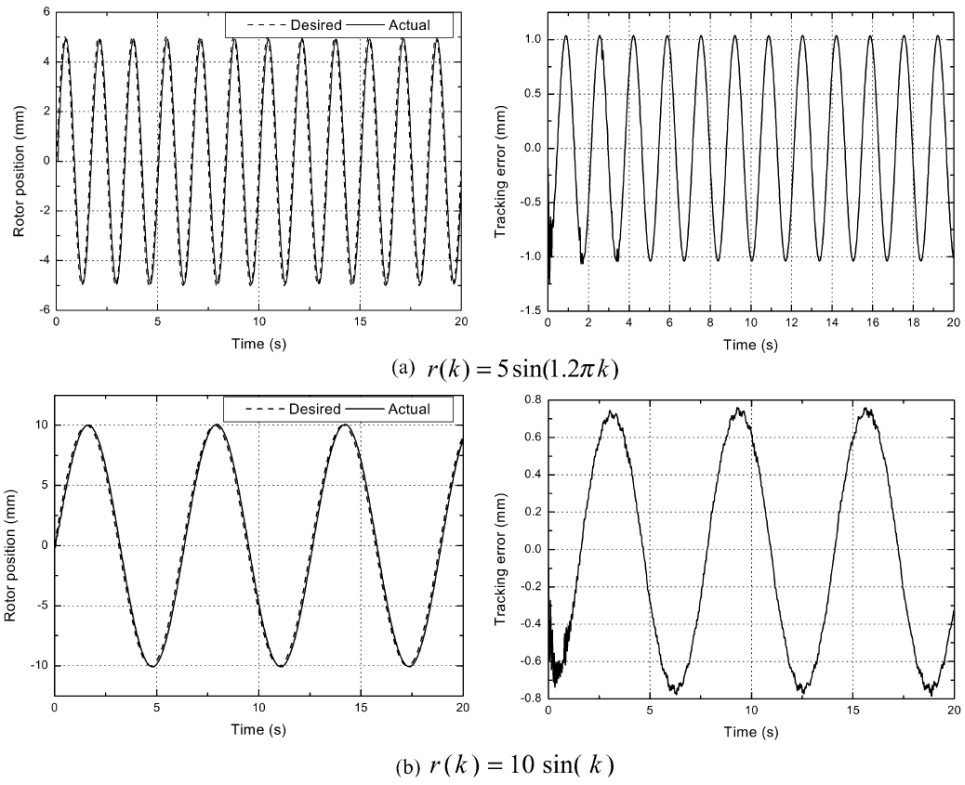 6
4
2
0
-2
-4
-6
Rotor position (mm)
Desired Actual
0 5 10 15 20
Time (s)
1.0
0.5
0.0
-0.5
-1.0
-1.5
Tracking error (mm)
0 2 4 6 8 10 12 14 16 18 20
Time (s)
(a) r(k) = 5sin(1.2πk)
10
5
0
-5
-10
Rotor position (mm)
Desired Actual
0 5 10 15 20
Time (s)
0.8
0.6
0.4
0.2
0.0
-0.2
-0.4
-0.6
-0.8
Tracking error (mm)
0 5 10 15 20
Time (s)
(b) r(k) = 10 sin( k)